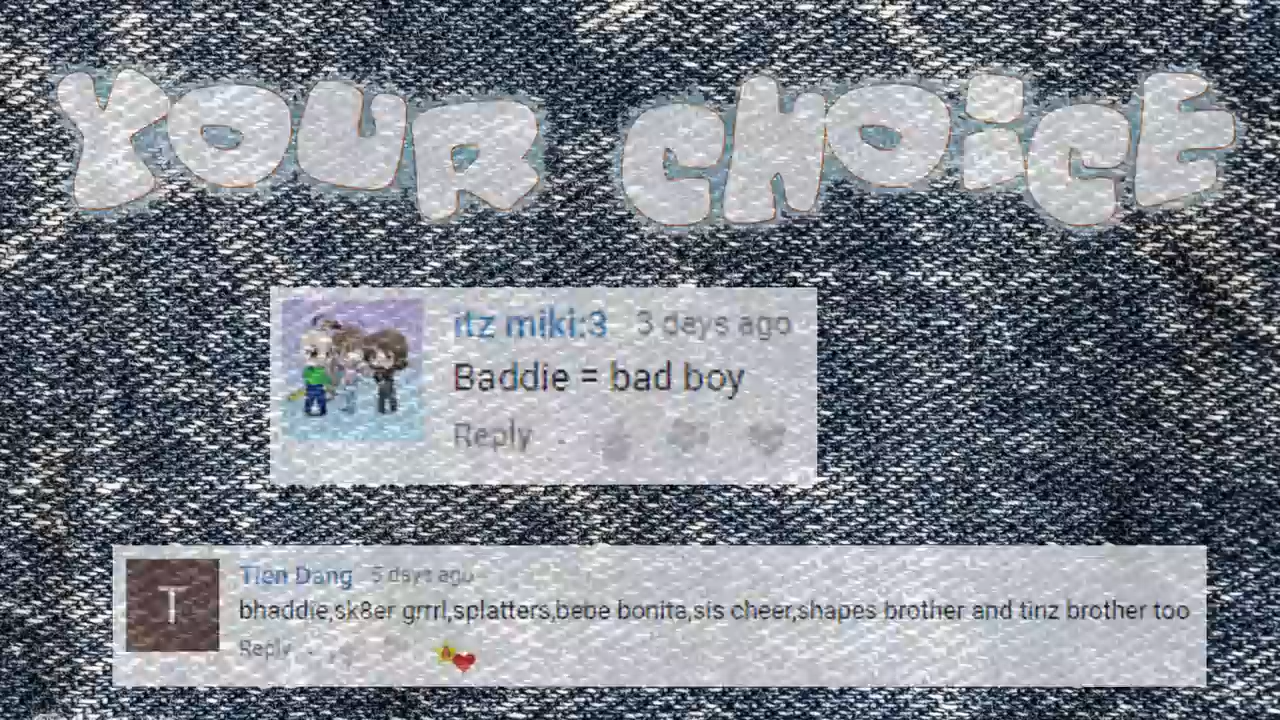 YOUR CHOiCE
itz miki:3 3 days ago
Baddie = bad boy
Reply
Tien Dang 5 days ago
T
bhaddie,sk8er grrrl,splatters,bebe bonita,sis cheer,shapes brother and tinz brother too
Reply